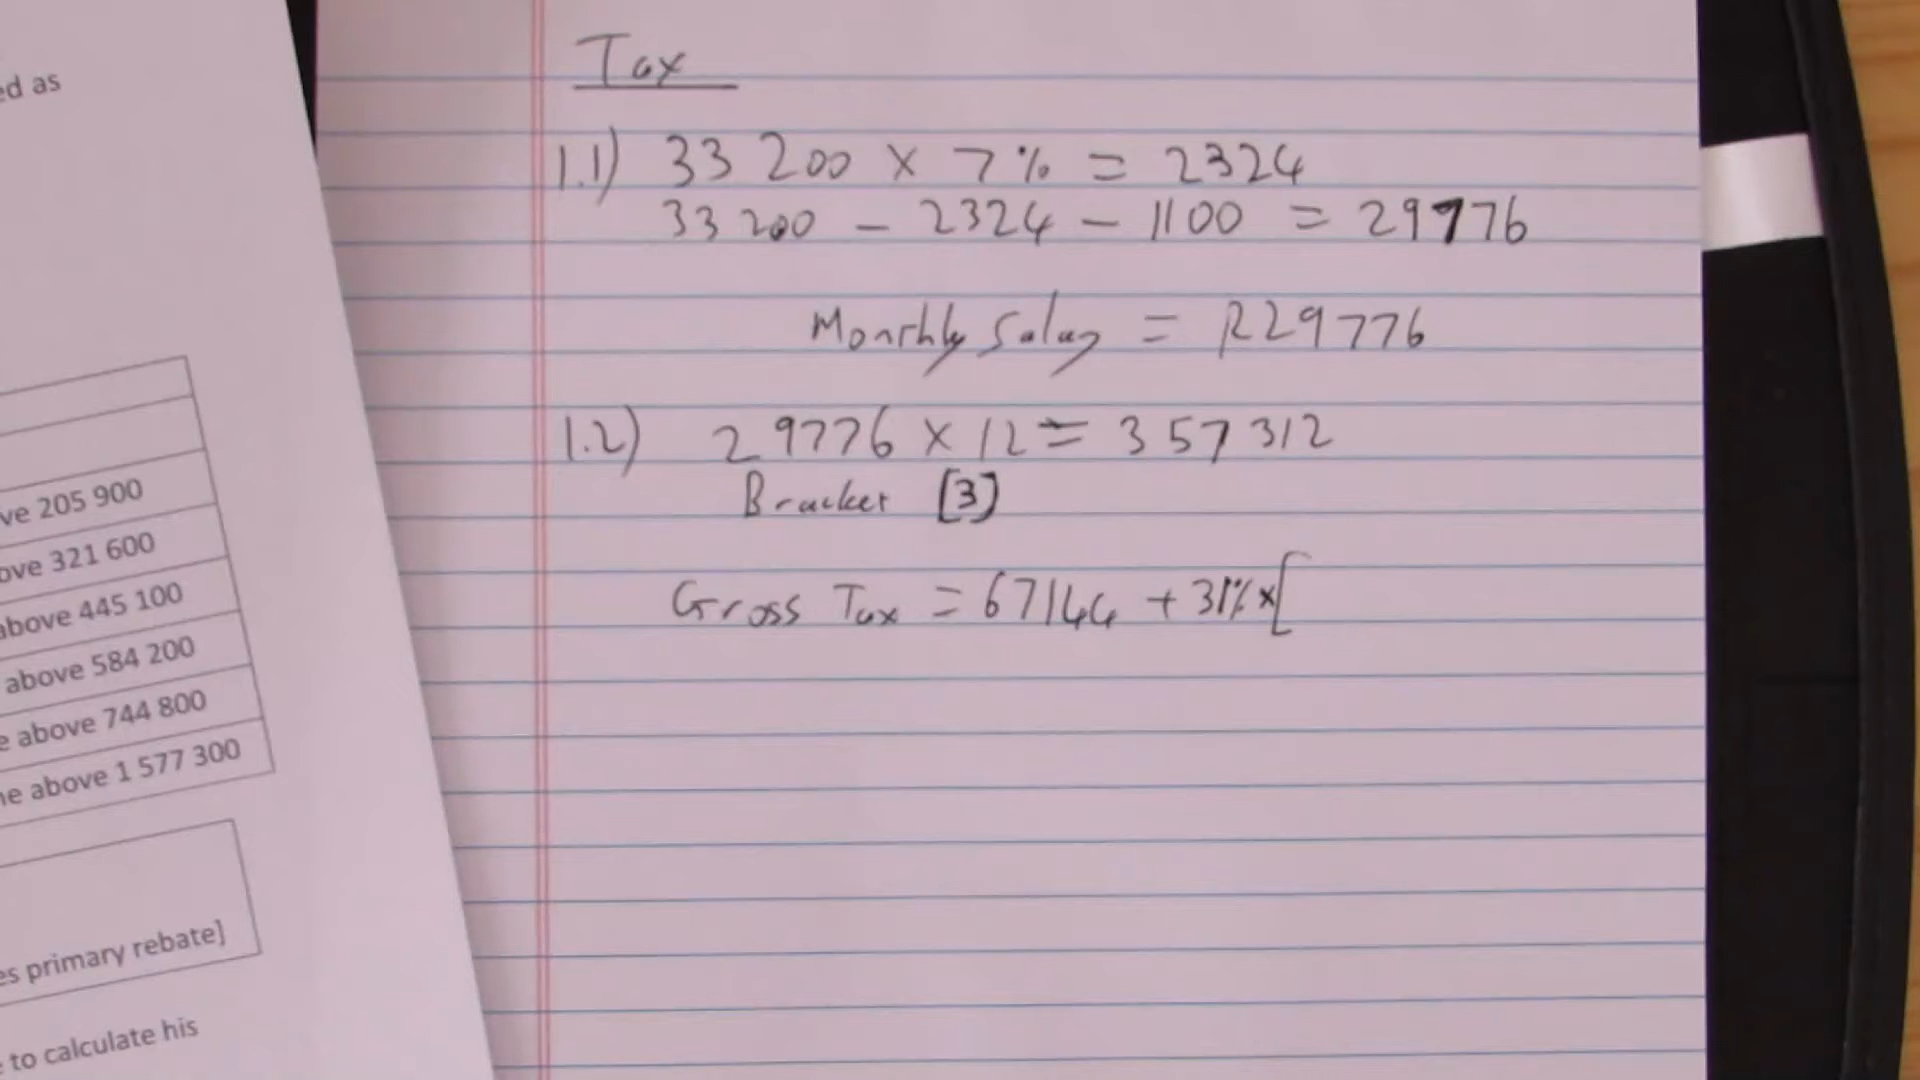 ed as
ve 205 900
ove 321 600
above 445 100
above 584 200
e above 744 800
ne above 1 577 300
es primary rebate]
to calculate his
Tax
1.1) 33 200 x 7% = 2324
33 200 - 2324 - 1100 = 29776
Monthly Salary = R29776
1.2) 29776 x 12 = 357 312
Bracket [3]
Gross Tax = 67144 + 31% x [